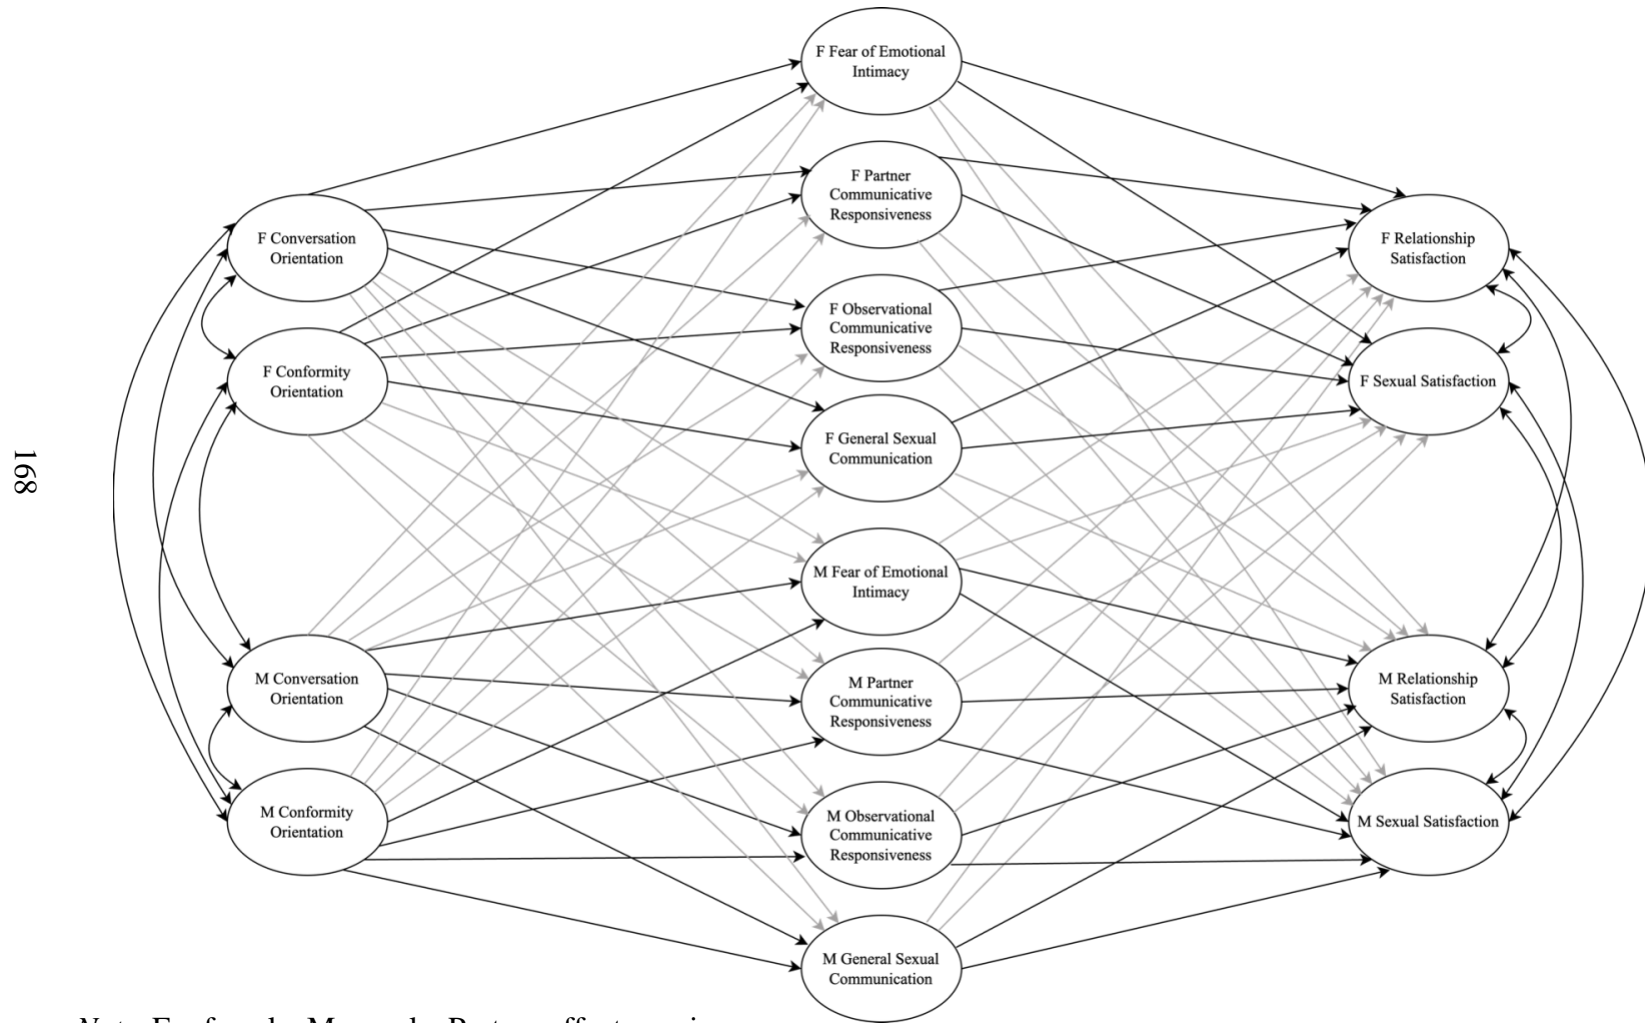 F Fear of Emotional
Intimacy
F Partner
Communicative
Responsiveness
F Conversation
Orientation
F Relationship
Satisfaction
F Observational
Communicative
Responsiveness
F Conformity
Orientation
F Sexual Satisfaction
F General Sexual
Communication
168
M Fear of Emotional
Intimacy
M Conversation
Orientation
M Partner
Communicative
Responsiveness
M Relationship
Satisfaction
M Conformity
Orientation
M Observational
Communicative
Responsiveness
M Sexual Satisfaction
M General Sexual
Communication